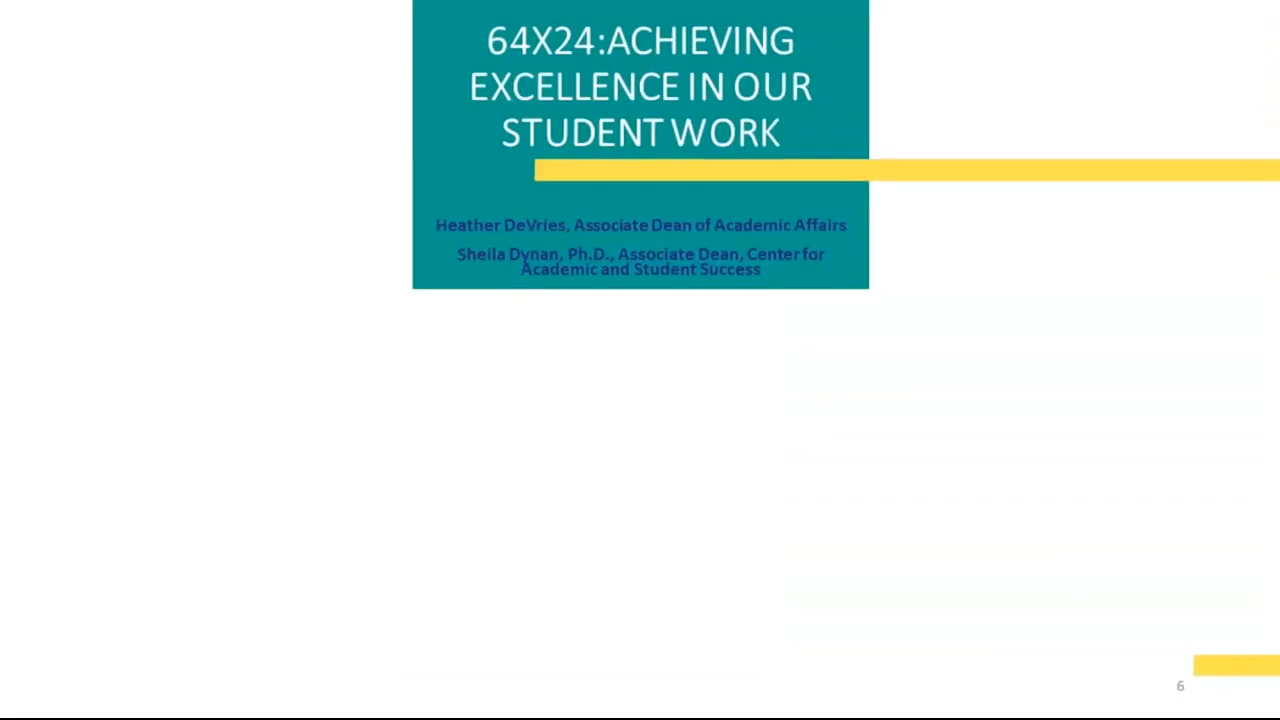 64X24:ACHIEVING
EXCELLENCE IN OUR
STUDENT WORK
Heather DeVries, Associate Dean of Academic Affairs
Sheila Dynan, Ph.D., Associate Dean, Center for
Academic and Student Success
6